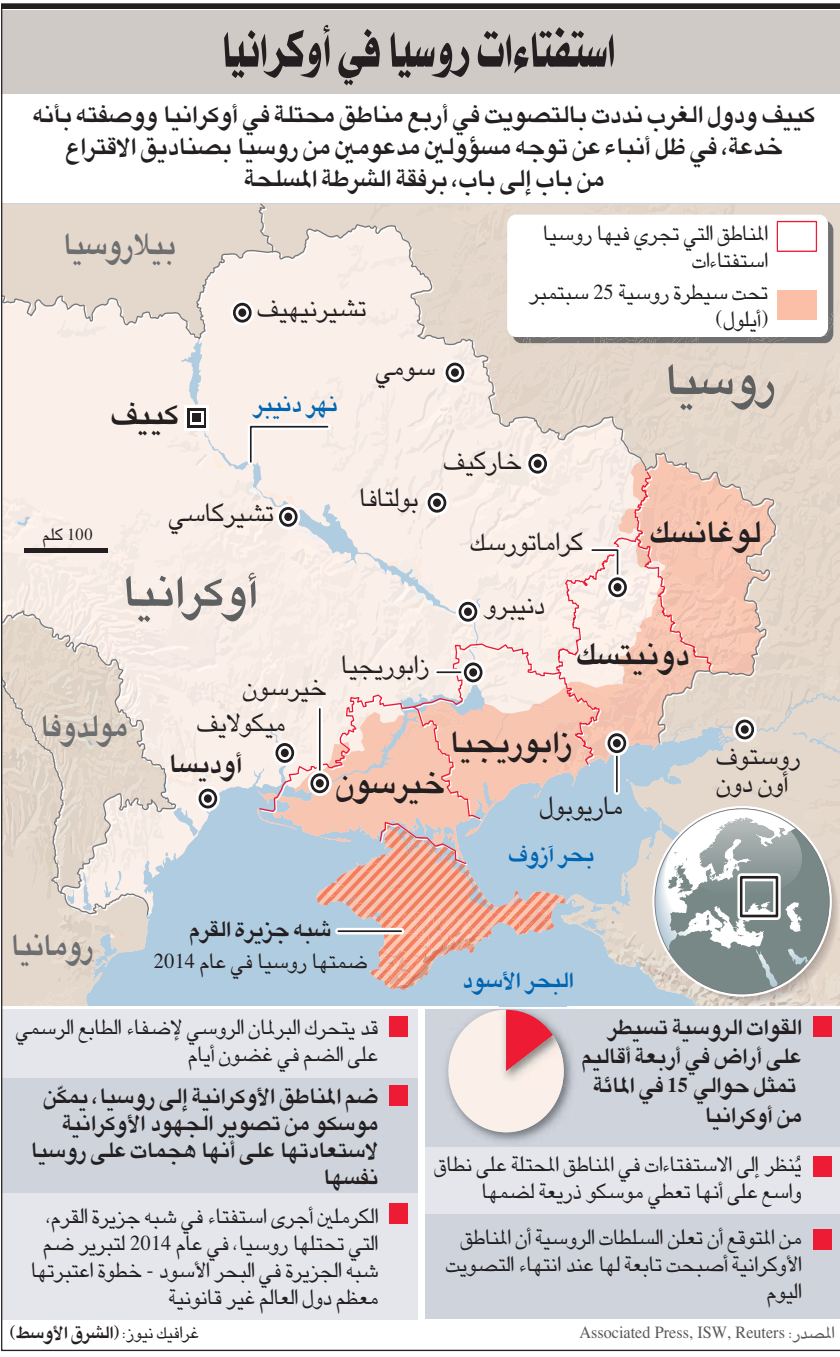 استفتاءات روسيا في أوكرانيا
كييف ودول الغرب نددت بالتصويت في أربع مناطق محتلة في أوكرانيا ووصفته بأنه
خدعة، في ظل أنباء عن توجه مسؤولين مدعومين من روسيا بصناديق الاقتراع
من باب إلى باب، برفقة الشرطة المسلحة
المناطق التي تجري فيها روسيا
استفتاءات
تحت سيطرة روسية 25 سبتمبر
(أيلول)
بيلاروسيا
تشيرنيهيف
سومي
روسيا
كييف
نهر دنيبر
خاركيف
بولتافا
تشيركاسي
100 كلم
لوغانسك
كراماتورسك
أوكرانيا
دنيبرو
دونيتسك
زابوريجيا
خيرسون
ميكولايف
مولدوفا
أوديسا
زابوريجيا
خيرسون
روستوف
أون دون
ماريوبول
بحر آزوف
شبه جزيرة القرم
ضمتها روسيا في عام 2014
رومانيا
البحر الأسود
القوات الروسية تسيطر
على أراض في أربعة أقاليم
تمثل حوالي 15 في المائة
من أوكرانيا
يُنظر إلى الاستفتاءات في المناطق المحتلة على نطاق
واسع على أنها تعطي موسكو ذريعة لضمها
من المتوقع أن تعلن السلطات الروسية أن المناطق
الأوكرانية أصبحت تابعة لها عند انتهاء التصويت
اليوم
قد يتحرك البرلمان الروسي لإضفاء الطابع الرسمي
على الضم في غضون أيام
ضم المناطق الأوكرانية إلى روسيا، يمكّن
موسكو من تصوير الجهود الأوكرانية
لاستعادتها على أنها هجمات على روسيا
نفسها
الكرملين أجرى استفتاء في شبه جزيرة القرم،
التي تحتلها روسيا، في عام 2014 لتبرير ضم
شبه الجزيرة في البحر الأسود - خطوة اعتبرتها
معظم دول العالم غير قانونية
المصدر: Associated Press, ISW, Reuters
غرافيك نيوز: (الشرق الأوسط)